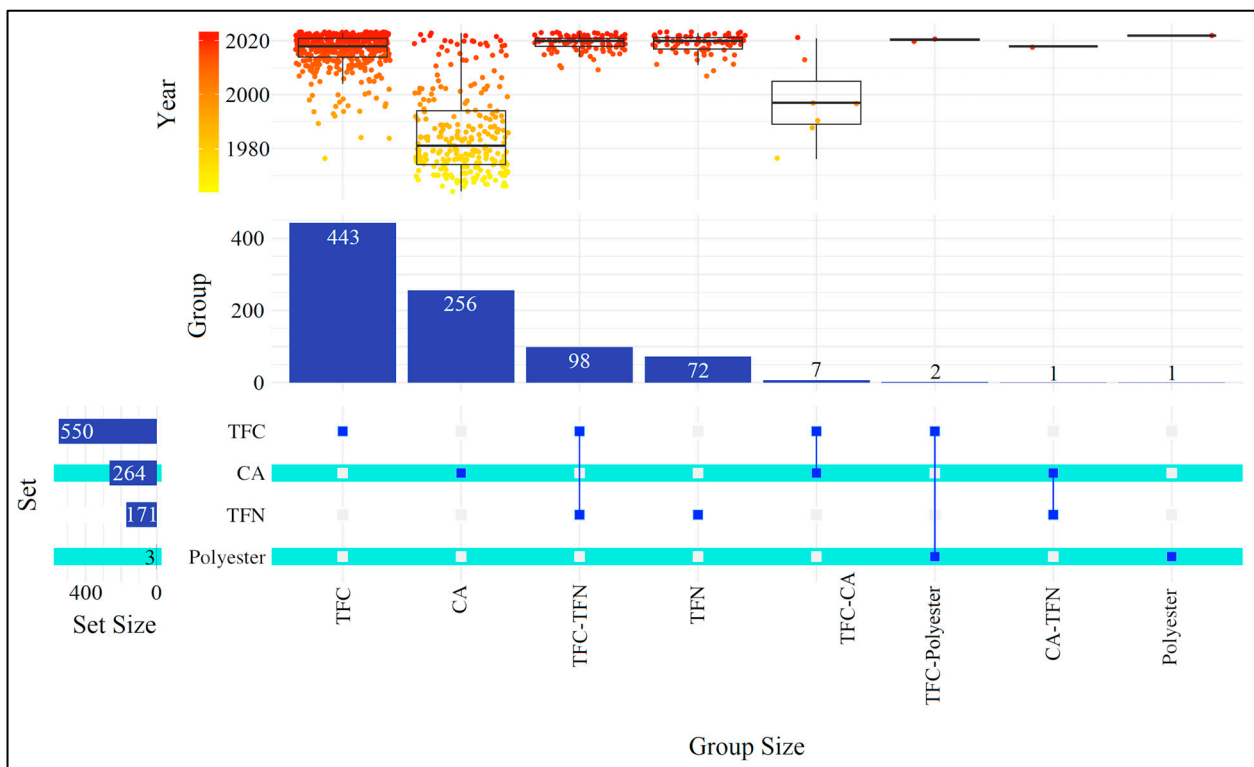 2020
2000
1980
Year
400
200
0
Group
443
256
98
72
7
2
1
1
550
264
171
3
TFC
CA
TFN
Polyester
Set
400
0
Set Size
TFC
CA
TFC-TFN
TFN
TFC-CA
TFC-Polyester
CA-TFN
Polyester
Group Size